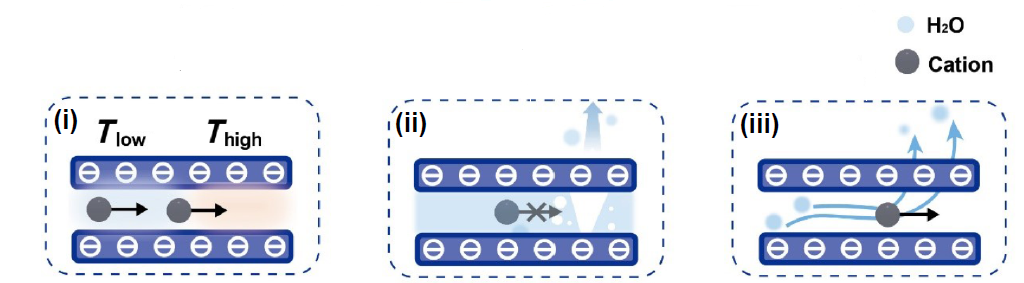 H₂O
Cation
(i)
T low
T high
(ii)
(iii)